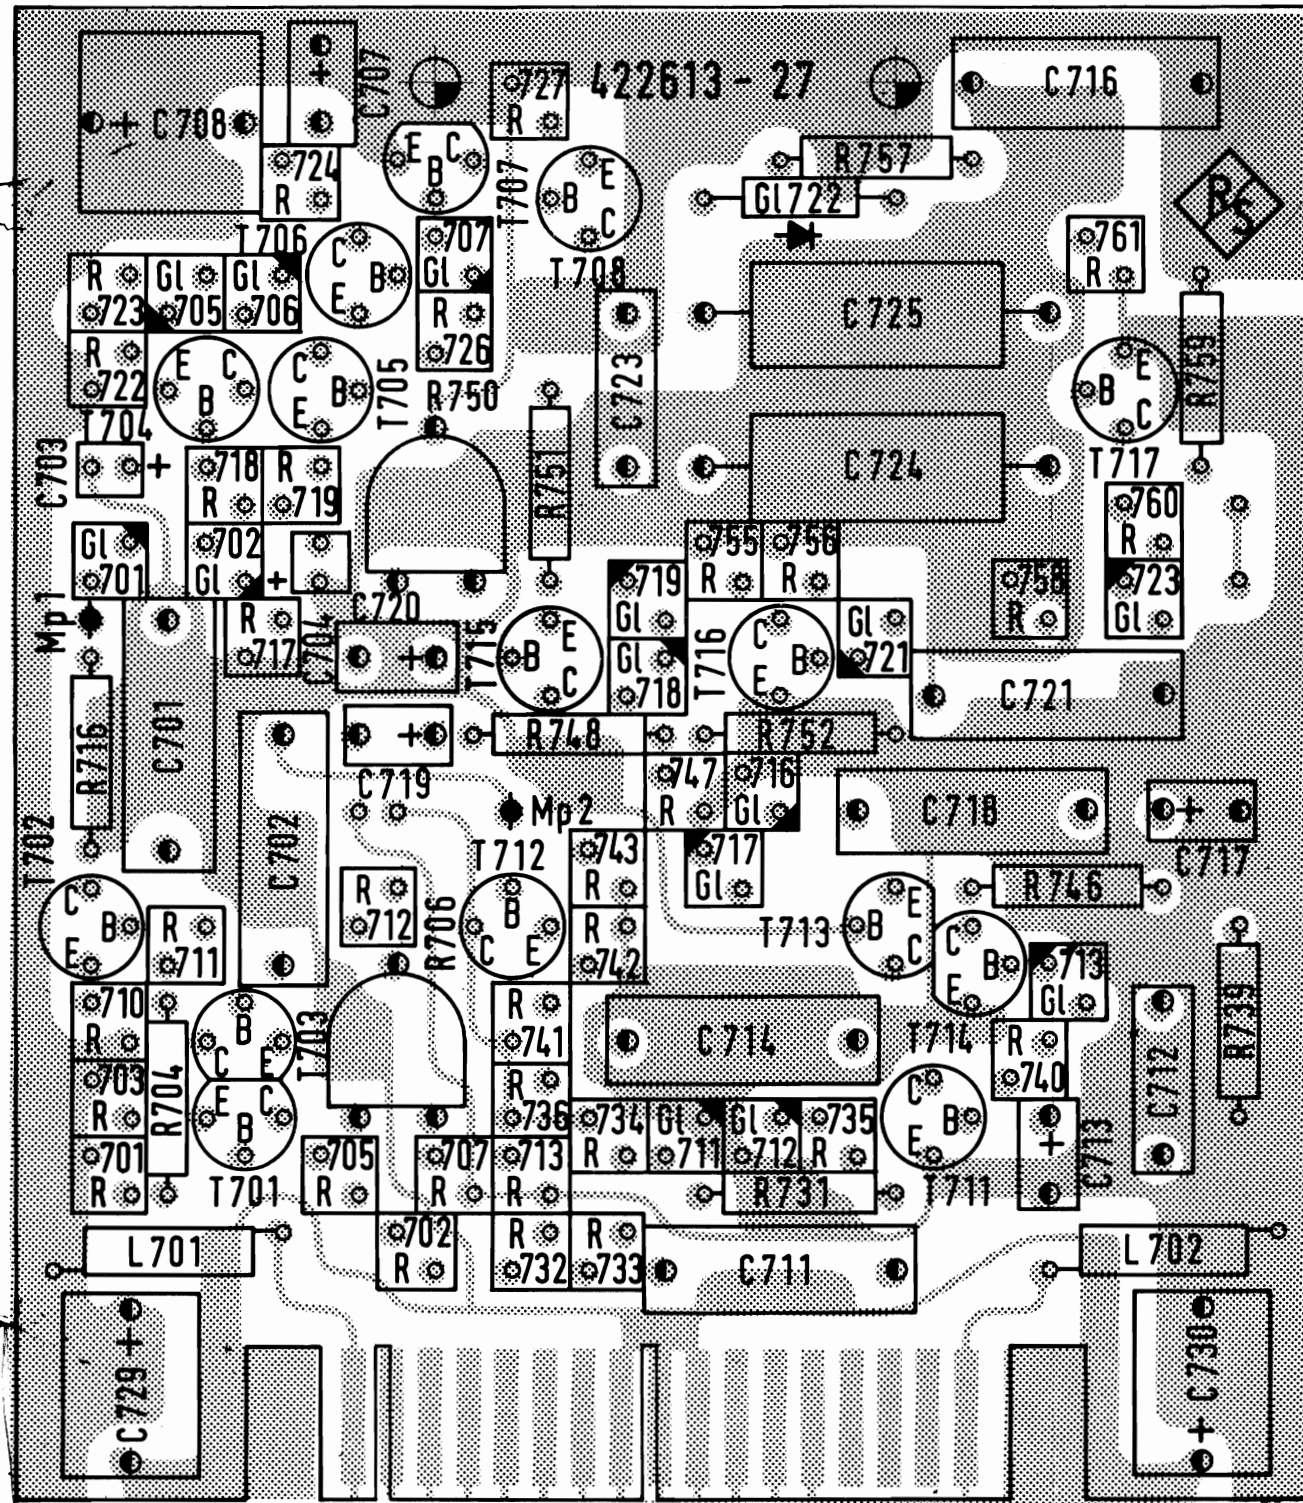 C708
+
+
C707
727
R
422613 - 27
C716
724
R
E
B
C
T707
B
E
C
T708
R757
Gl722
RS
T706
C
B
E
707
Gl
R
726
761
R
R
723
Gl
705
Gl
706
R
722
E
C
B
C
B
E
T705
R750
C723
C725
R759
T704
C703
+
718
R
R
719
R751
C724
B
E
C
T717
Gl
701
702
Gl
+
C704
C720
+
755
R
756
R
760
R
723
Gl
758
R
719
Gl
Gl
718
Mp1
R
717
T715
B
E
C
T716
C
B
E
Gl
721
C721
R716
C701
+
C719
R748
R752
747
R
716
Gl
C718
+
C717
Mp2
C702
T702
C
B
E
R
711
R
712
R706
T712
B
C
E
743
R
R
742
717
Gl
T713
B
E
C
C
B
E
T714
R746
713
Gl
R739
710
R
R704
B
C
E
T703
R
741
C714
R
740
C712
703
R
E
C
B
T701
R
736
734
R
Gl
711
Gl
712
735
R
C
B
E
T711
+
C713
701
R
705
R
707
R
713
R
R731
702
R
R
732
R
733
C711
L701
L702
C729
+
C730
+